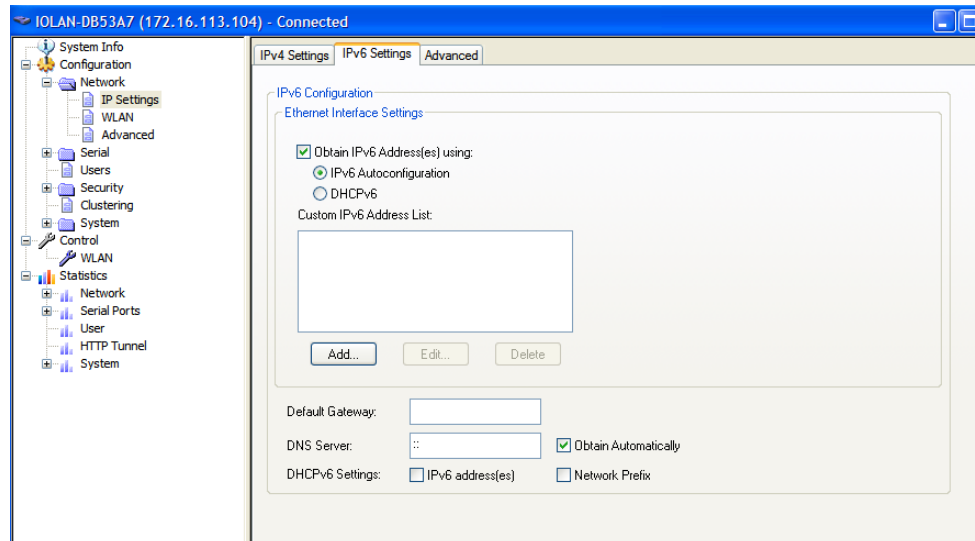 IOLAN-DB53A7 (172.16.113.104) - Connected
System Info
Configuration
Network
IP Settings
WLAN
Advanced
Serial
Users
Security
Clustering
System
Control
WLAN
Statistics
Network
Serial Ports
User
HTTP Tunnel
System
IPv4 Settings IPv6 Settings Advanced
IPv6 Configuration
Ethernet Interface Settings
Obtain IPv6 Address(es) using:
IPv6 Autoconfiguration
DHCPv6
Custom IPv6 Address List:
Add... Edit... Delete
Default Gateway:
DNS Server: :: Obtain Automatically
DHCPv6 Settings: IPv6 address(es) Network Prefix